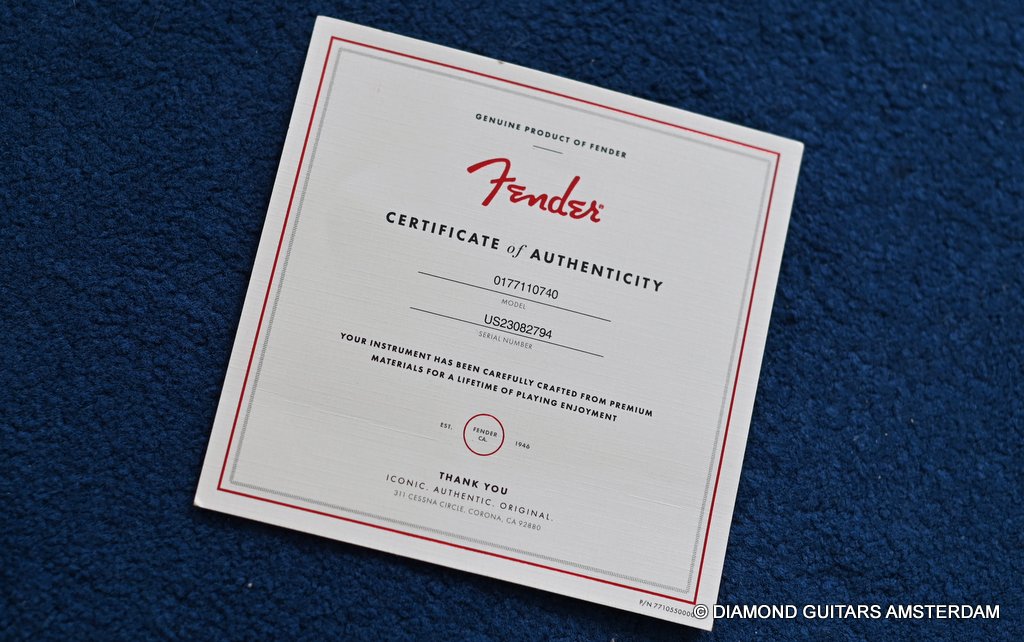 GENUINE PRODUCT OF FENDER
Fender®
CERTIFICATE of AUTHENTICITY
0177110740
MODEL
US23082794
SERIAL NUMBER
YOUR INSTRUMENT HAS BEEN CAREFULLY CRAFTED FROM PREMIUM
MATERIALS FOR A LIFETIME OF PLAYING ENJOYMENT
EST. FENDER CA. 1946
THANK YOU
ICONIC. AUTHENTIC. ORIGINAL.
311 CESSNA CIRCLE, CORONA, CA 92880
P/N
© DIAMOND GUITARS AMSTERDAM